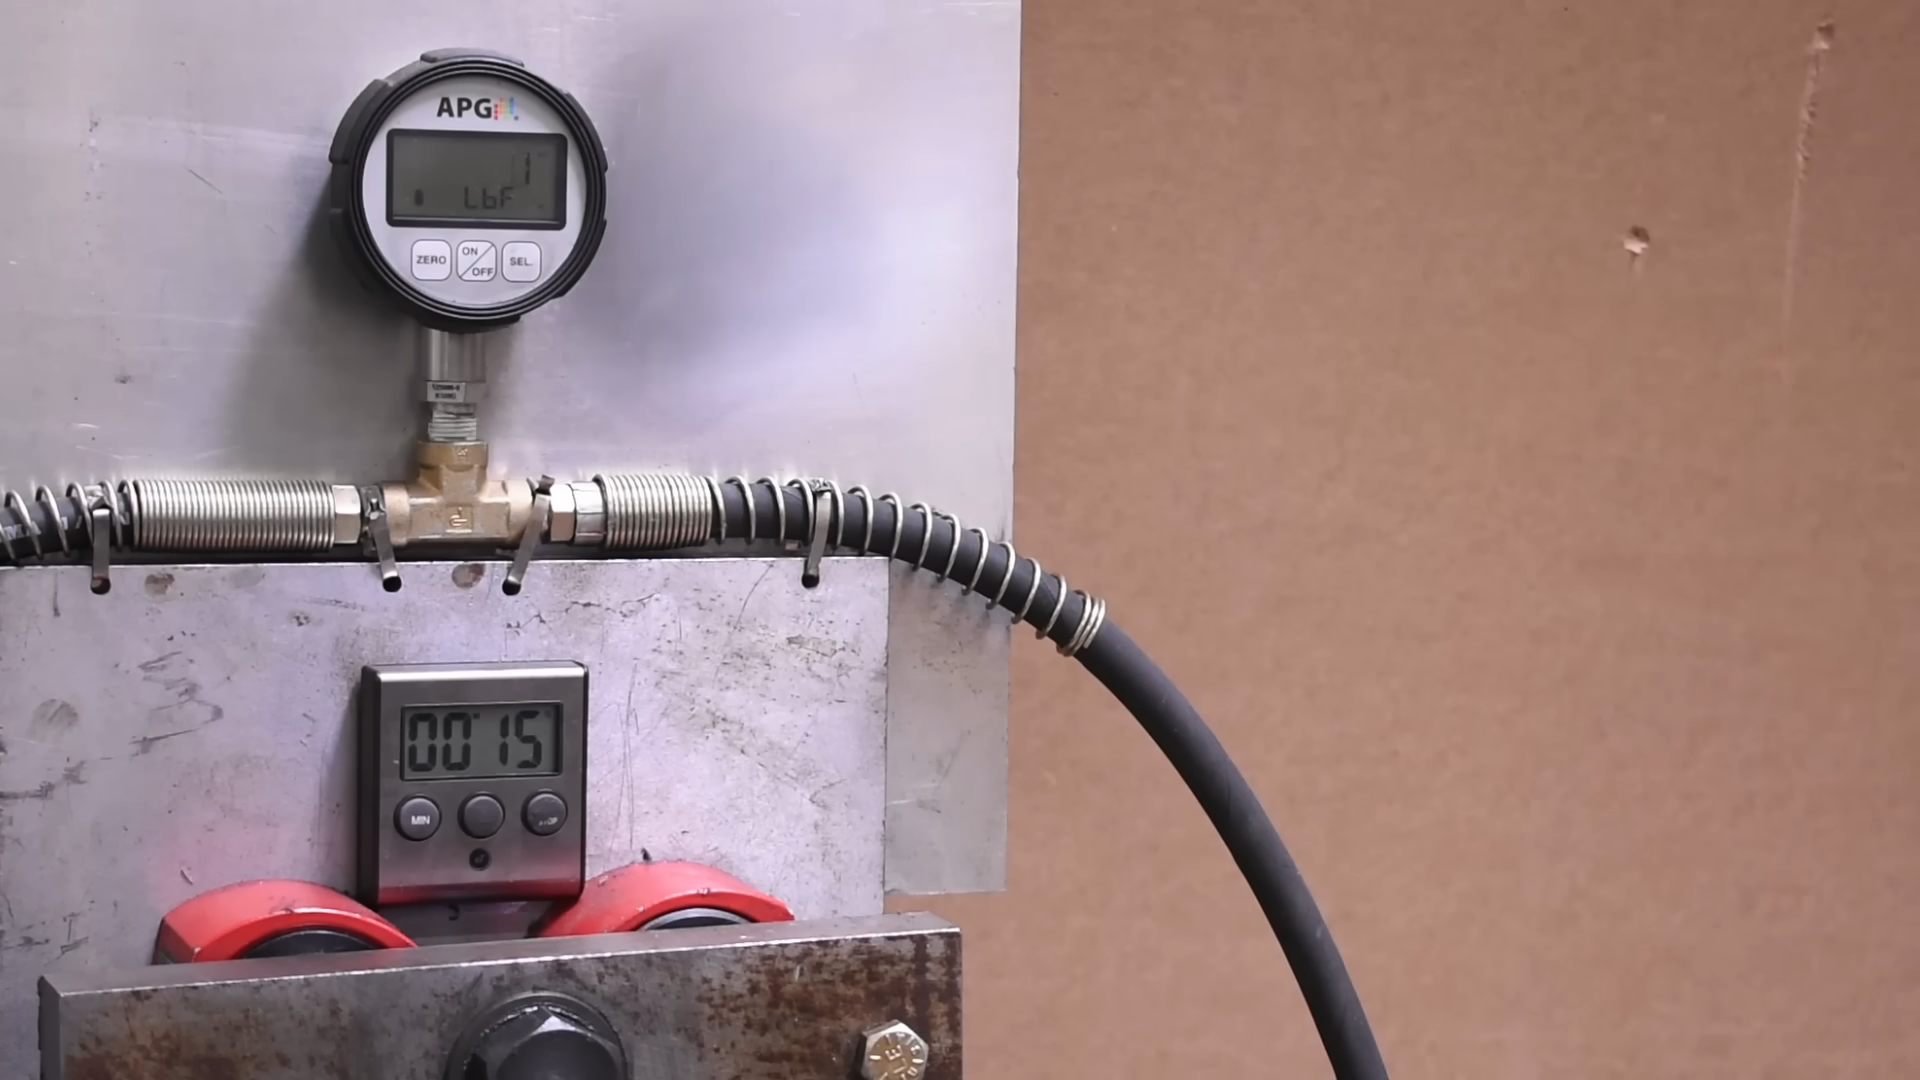 APG
1
LbF
ZERO
ON
OFF
SEL.
00 15
MIN